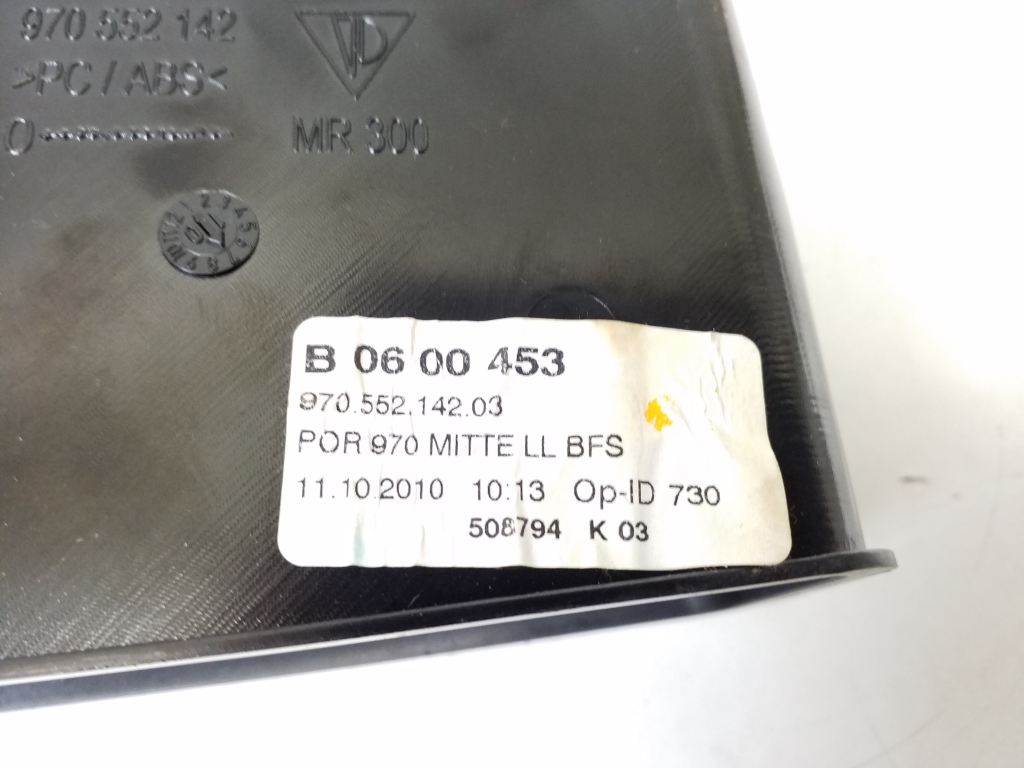 970 552 142
>PC / ABS<
MR 300
B 06 00 453
970.552.142.03
POR 970 MITTE LL BFS
11.10.2010 10:13 Op-ID 730
508794 K 03